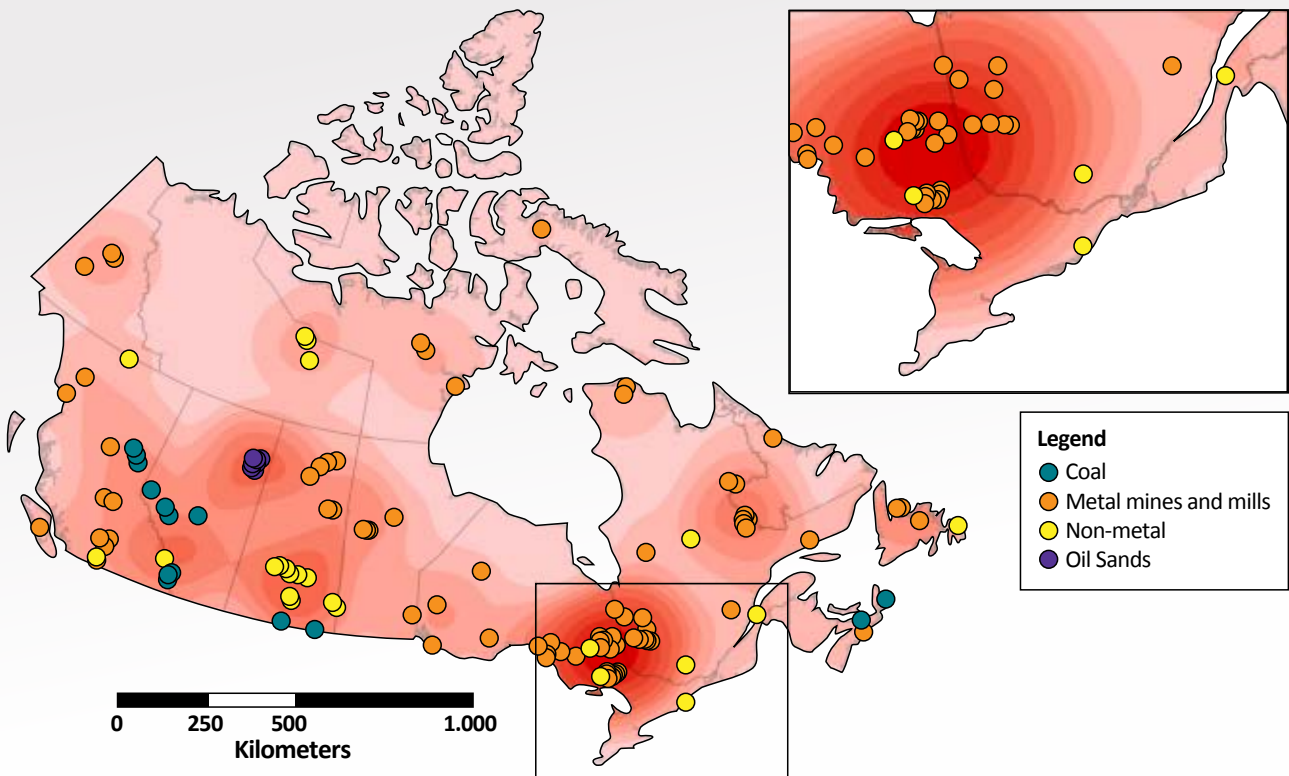 Legend
Coal
Metal mines and mills
Non-metal
Oil Sands
0 250 500 1.000
Kilometers